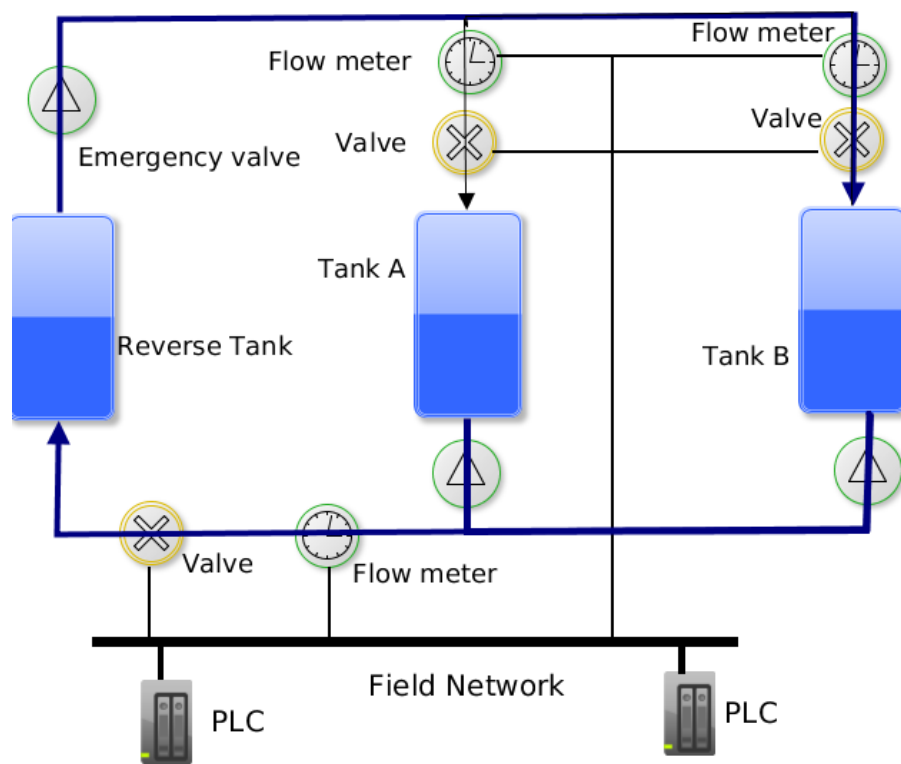 Flow meter
Flow meter
Valve
Valve
Emergency valve
Tank A
Reverse Tank
Tank B
Valve
Flow meter
Field Network
PLC
PLC